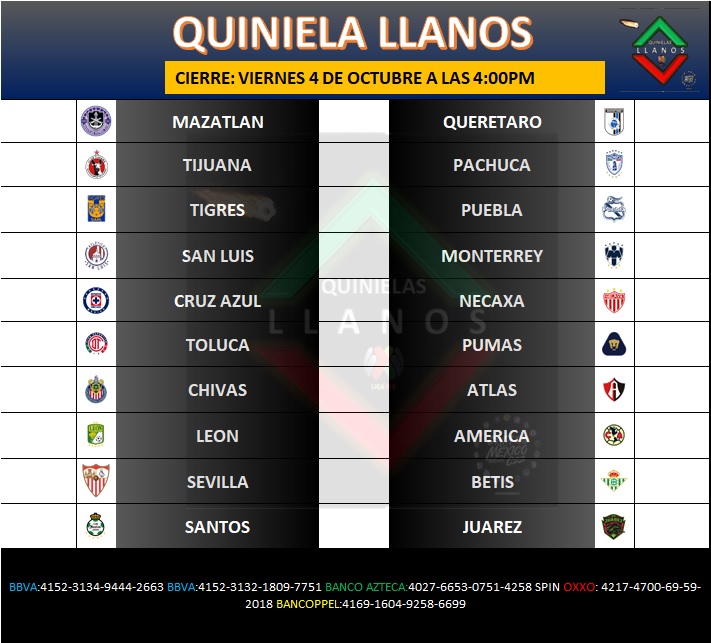 QUINIELA LLANOS
CIERRE: VIERNES 4 DE OCTUBRE A LAS 4:00PM
QUINIELAS
LLANOS
MAZATLAN QUERETARO
TIJUANA PACHUCA
TIGRES PUEBLA
SAN LUIS MONTERREY
CRUZ AZUL NECAXA
QUINIELAS
LLANOS
TOLUCA PUMAS
LIGA MX
CHIVAS ATLAS
LEON AMERICA
MÉXICO
SEVILLA BETIS
SANTOS JUAREZ
BBVA:4152-3134-9444-2663 BBVA:4152-3132-1809-7751 BANCO AZTECA:4027-6653-0751-4258 SPIN OXXO: 4217-4700-69-59-
2018 BANCOPPEL:4169-1604-9258-6699